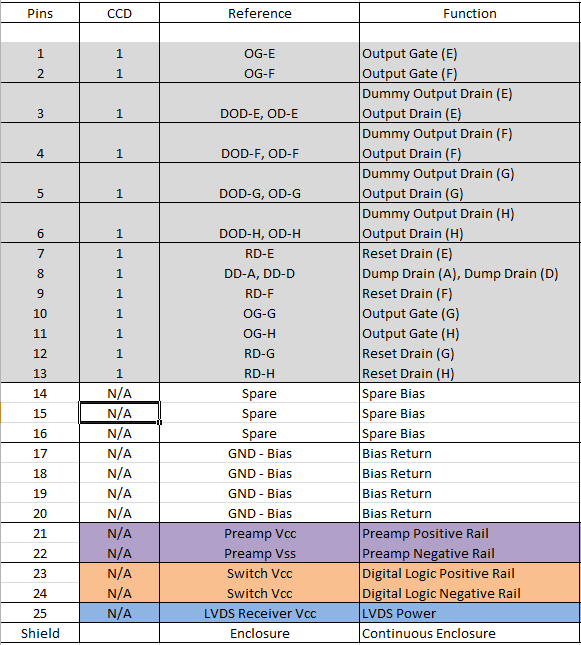 Pins CCD Reference Function
1 1 OG-E Output Gate (E)
2 1 OG-F Output Gate (F)
Dummy Output Drain (E)
3 1 DOD-E, OD-E Output Drain (E)
Dummy Output Drain (F)
4 1 DOD-F, OD-F Output Drain (F)
Dummy Output Drain (G)
5 1 DOD-G, OD-G Output Drain (G)
Dummy Output Drain (H)
6 1 DOD-H, OD-H Output Drain (H)
7 1 RD-E Reset Drain (E)
8 1 DD-A, DD-D Dump Drain (A), Dump Drain (D)
9 1 RD-F Reset Drain (F)
10 1 OG-G Output Gate (G)
11 1 OG-H Output Gate (H)
12 1 RD-G Reset Drain (G)
13 1 RD-H Reset Drain (H)
14 N/A Spare Spare Bias
15 N/A Spare Spare Bias
16 N/A Spare Spare Bias
17 N/A GND - Bias Bias Return
18 N/A GND - Bias Bias Return
19 N/A GND - Bias Bias Return
20 N/A GND - Bias Bias Return
21 N/A Preamp Vcc Preamp Positive Rail
22 N/A Preamp Vss Preamp Negative Rail
23 N/A Switch Vcc Digital Logic Positive Rail
24 N/A Switch Vcc Digital Logic Negative Rail
25 N/A LVDS Receiver Vcc LVDS Power
Shield Enclosure Continuous Enclosure